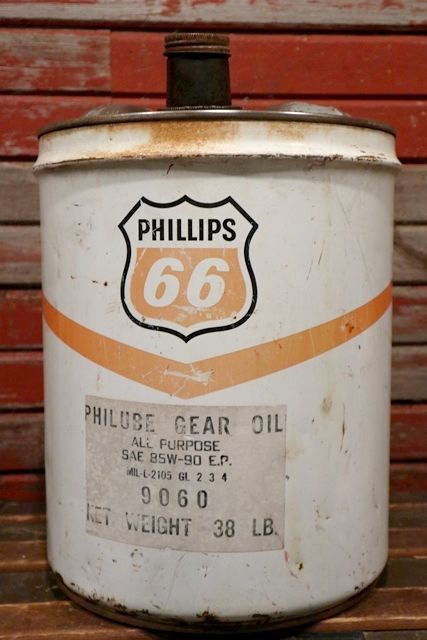 PHILLIPS
66
PHILUBE GEAR OIL
ALL PURPOSE
SAE 85W-90 E.P.
MIL-L-2105 GL 2 3 4
9060
NET WEIGHT 38 LB.